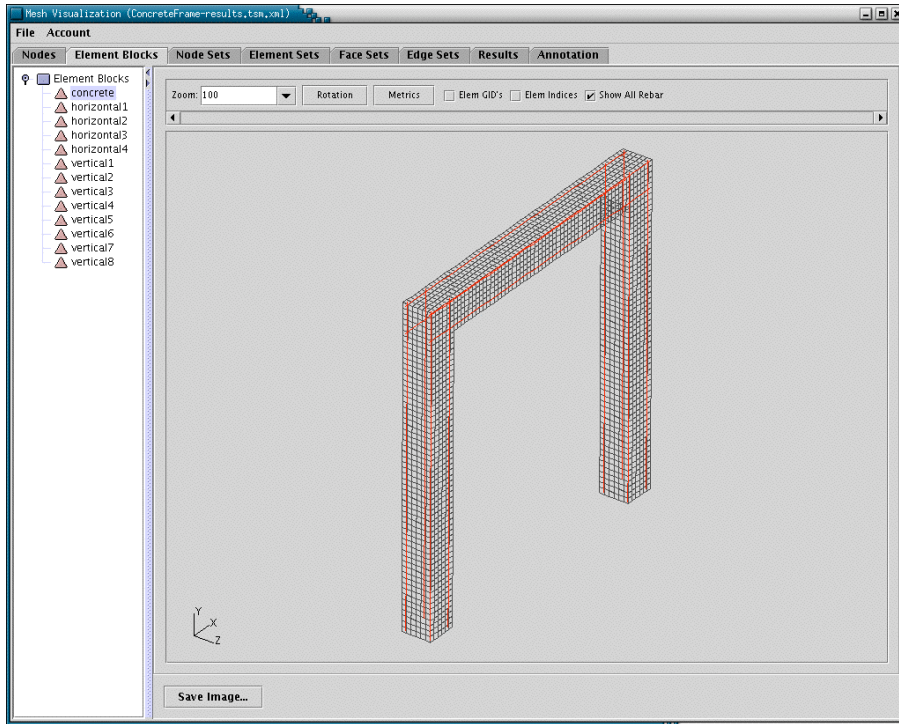 Mesh Visualization (ConcreteFrame-results.tsm.xml)
File Account
Nodes Element Blocks Node Sets Element Sets Face Sets Edge Sets Results Annotation
Element Blocks
concrete
horizontal1
horizontal2
horizontal3
horizontal4
vertical1
vertical2
vertical3
vertical4
vertical5
vertical6
vertical7
vertical8
Zoom: 100 Rotation Metrics Elem GID's Elem Indices Show All Rebar
Y
X
Z
Save Image...